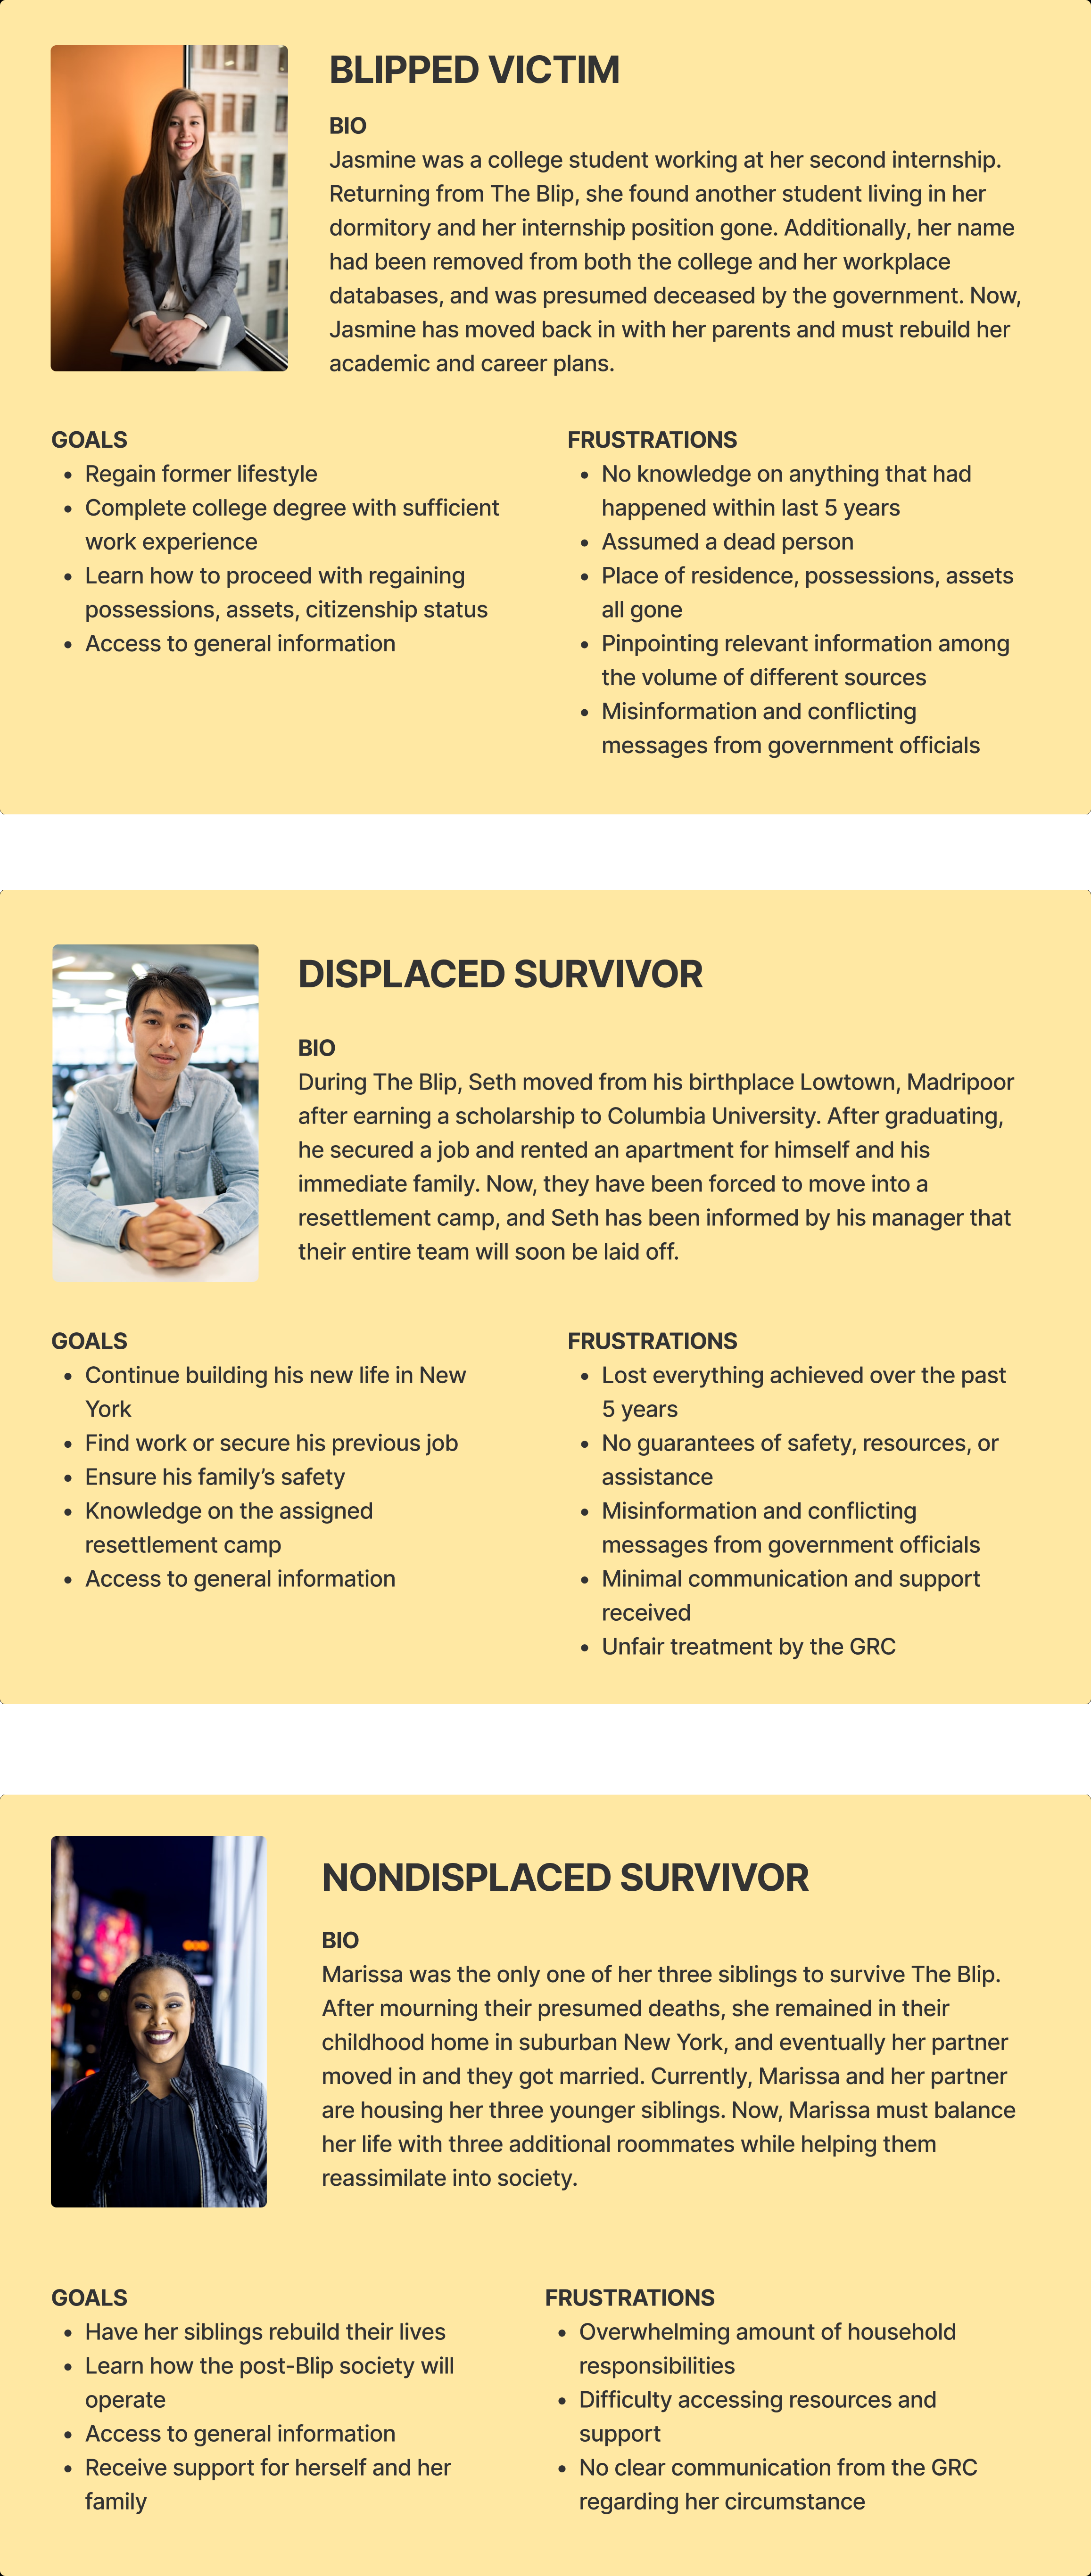 BLIPPED VICTIM
BIO
Jasmine was a college student working at her second internship.
Returning from The Blip, she found another student living in her
dormitory and her internship position gone. Additionally, her name
had been removed from both the college and her workplace
databases, and was presumed deceased by the government. Now,
Jasmine has moved back in with her parents and must rebuild her
academic and career plans.
GOALS
• Regain former lifestyle
• Complete college degree with sufficient
work experience
• Learn how to proceed with regaining
possessions, assets, citizenship status
• Access to general information
FRUSTRATIONS
• No knowledge on anything that had
happened within last 5 years
• Assumed a dead person
• Place of residence, possessions, assets
all gone
• Pinpointing relevant information among
the volume of different sources
• Misinformation and conflicting
messages from government officials
DISPLACED SURVIVOR
BIO
During The Blip, Seth moved from his birthplace Lowtown, Madripoor
after earning a scholarship to Columbia University. After graduating,
he secured a job and rented an apartment for himself and his
immediate family. Now, they have been forced to move into a
resettlement camp, and Seth has been informed by his manager that
their entire team will soon be laid off.
GOALS
• Continue building his new life in New
York
• Find work or secure his previous job
• Ensure his family’s safety
• Knowledge on the assigned
resettlement camp
• Access to general information
FRUSTRATIONS
• Lost everything achieved over the past
5 years
• No guarantees of safety, resources, or
assistance
• Misinformation and conflicting
messages from government officials
• Minimal communication and support
received
• Unfair treatment by the GRC
NONDISPLACED SURVIVOR
BIO
Marissa was the only one of her three siblings to survive The Blip.
After mourning their presumed deaths, she remained in their
childhood home in suburban New York, and eventually her partner
moved in and they got married. Currently, Marissa and her partner
are housing her three younger siblings. Now, Marissa must balance
her life with three additional roommates while helping them
reassimilate into society.
GOALS
• Have her siblings rebuild their lives
• Learn how the post-Blip society will
operate
• Access to general information
• Receive support for herself and her
family
FRUSTRATIONS
• Overwhelming amount of household
responsibilities
• Difficulty accessing resources and
support
• No clear communication from the GRC
regarding her circumstance